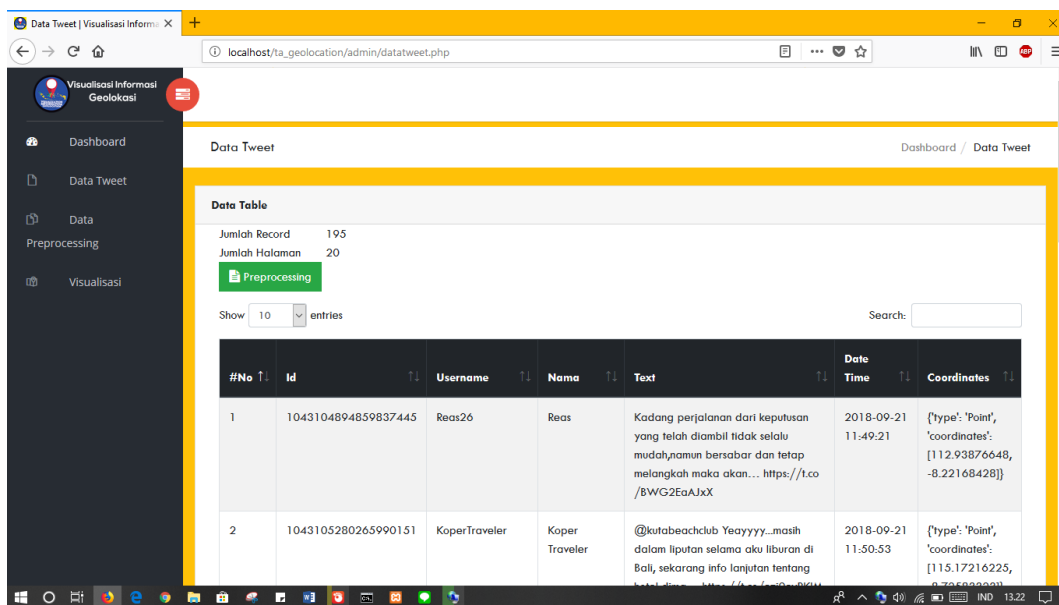 Data Tweet | Visualisasi Informa
localhost/ta_geolocation/admin/datatweet.php
ABP
Visualisasi Informasi
Geolokasi
Dashboard
Data Tweet
Data
Preprocessing
Visualisasi
Data Tweet
Dashboard / Data Tweet
Data Table
Jumlah Record 195
Jumlah Halaman 20
Preprocessing
Show 10 entries
Search:
#No Id Username Nama Text Date Time Coordinates
1 1043104894859837445 Reas26 Reas Kadang perjalanan dari keputusan 2018-09-21 {'type': 'Point',
yang telah diambil tidak selalu 11:49:21 'coordinates':
mudah,namun bersabar dan tetap [112.93876648,
melangkah maka akan… https://t.co -8.22168428]}
/BWG2EaAJxX
2 1043105280265990151 KoperTraveler Koper @kutabeachclub Yeayyyy...masih 2018-09-21 {'type': 'Point',
Traveler dalam liputan selama aku liburan di 11:50:53 'coordinates':
Bali, sekarang info lanjutan tentang [115.17216225,
IND 13.22